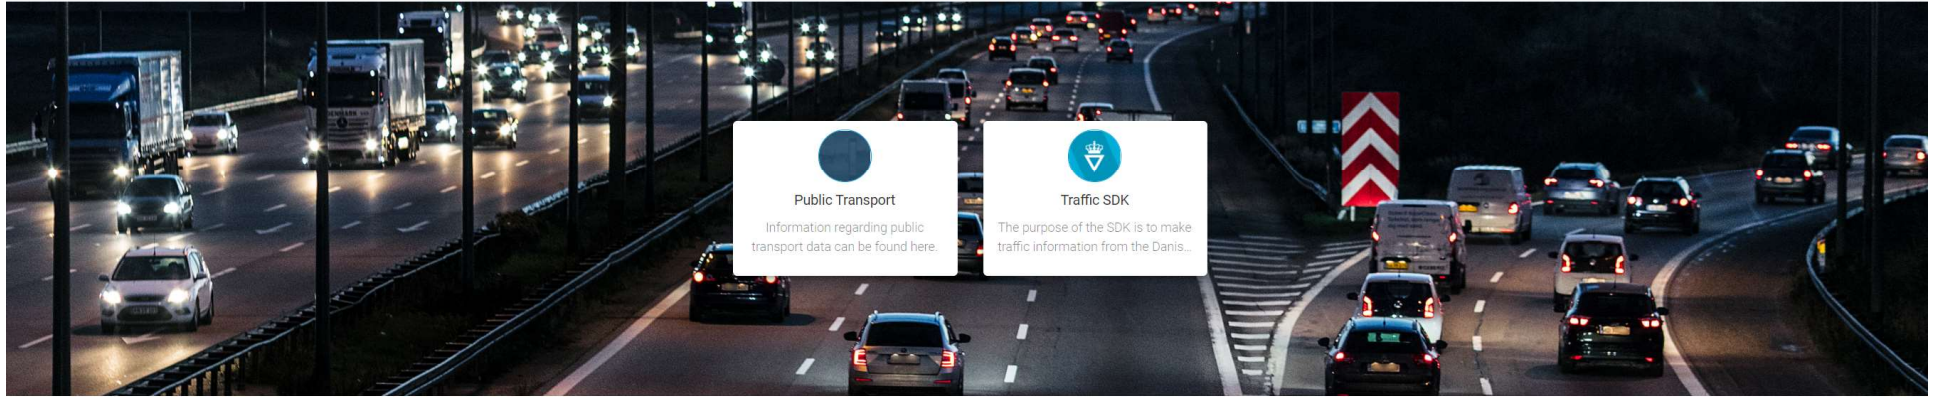 Public Transport
Information regarding public
transport data can be found here.
Traffic SDK
The purpose of the SDK is to make
traffic information from the Danis...